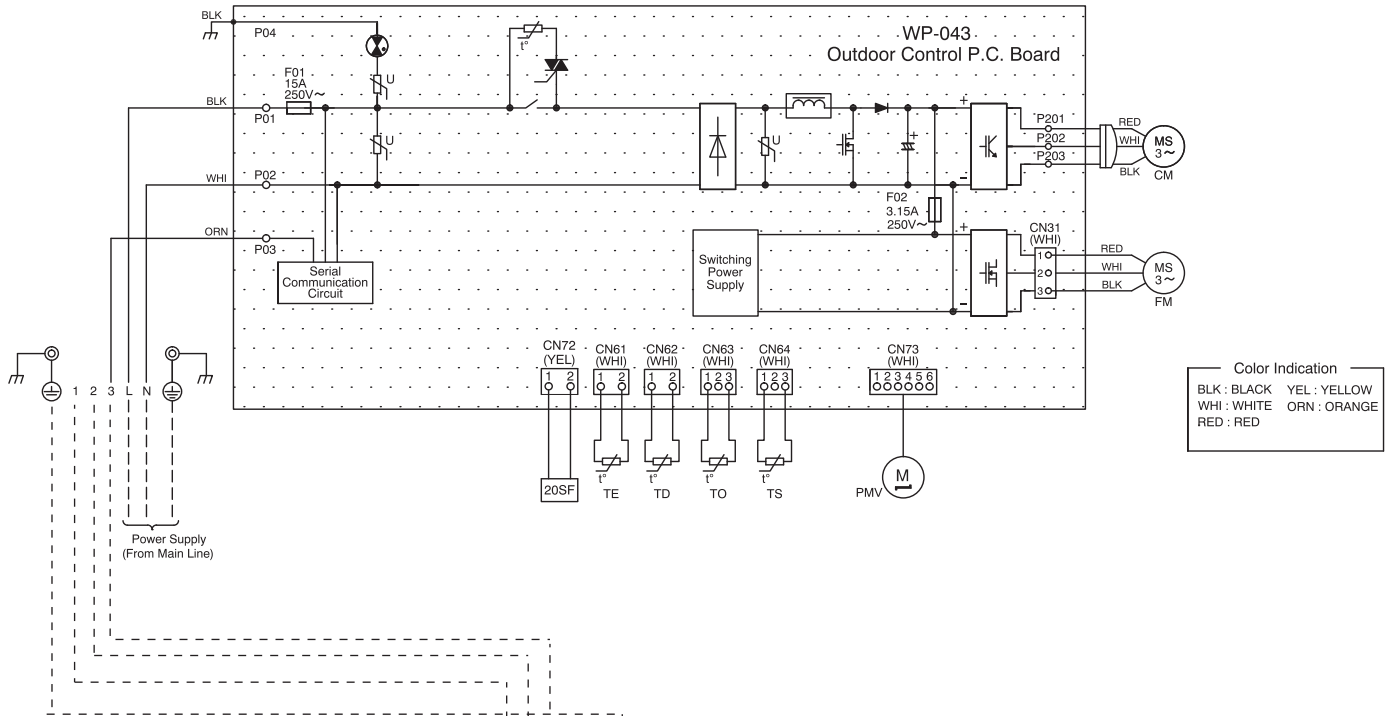 BLK
P04
WP-043
Outdoor Control P.C. Board
t°
F01
15A
250V~
U
BLK
P01
U
U
+
+
P201
RED
P202
WHI
MS
3~
P203
BLK
CM
WHI
P02
−
F02
3.15A
250V~
ORN
P03
+
CN31
(WHI)
1
RED
Serial
Communication
Circuit
Switching
Power
Supply
2
WHI
MS
3~
3
BLK
−
FM
CN72
(YEL)
CN61
(WHI)
CN62
(WHI)
CN63
(WHI)
CN64
(WHI)
CN73
(WHI)
1 2
1 2
1 2
1 2 3
1 2 3
1 2 3 4 5 6
Color Indication
BLK : BLACK YEL : YELLOW
WHI : WHITE ORN : ORANGE
RED : RED
1 2 3 L N
20SF
t°
TE
t°
TD
t°
TO
t°
TS
PMV
M
Power Supply
(From Main Line)